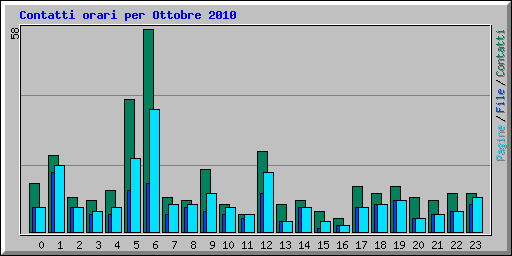 Contatti orari per Ottobre 2010
58
Pagine / File / Contatti
0 1 2 3 4 5 6 7 8 9 10 11 12 13 14 15 16 17 18 19 20 21 22 23